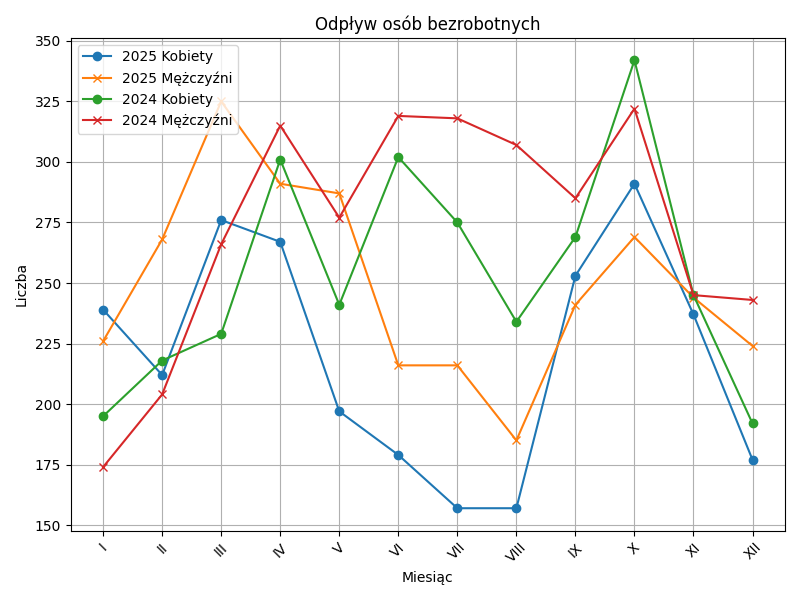 Odpływ osób bezrobotnych
2025 Kobiety
2025 Mężczyźni
2024 Kobiety
2024 Mężczyźni
350
325
300
275
250
225
200
175
150
Liczba
I II III IV V VI VII VIII IX X XI XII
Miesiąc